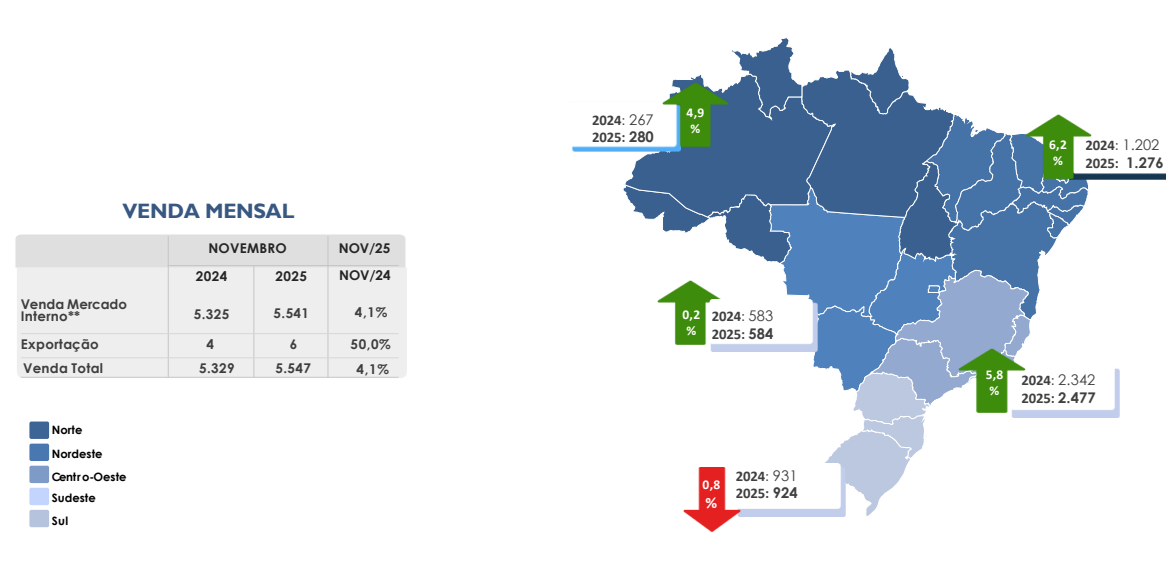 VENDA MENSAL
NOVEMBRO NOV/25
2024 2025 NOV/24
Venda Mercado
Interno** 5.325 5.541 4,1%
Exportação 4 6 50,0%
Venda Total 5.329 5.547 4,1%
Norte
Nordeste
Centro-Oeste
Sudeste
Sul
4,9
%
2024: 267
2025: 280
6,2
%
2024: 1.202
2025: 1.276
0,2
%
2024: 583
2025: 584
5,8
%
2024: 2.342
2025: 2.477
0,8
%
2024: 931
2025: 924